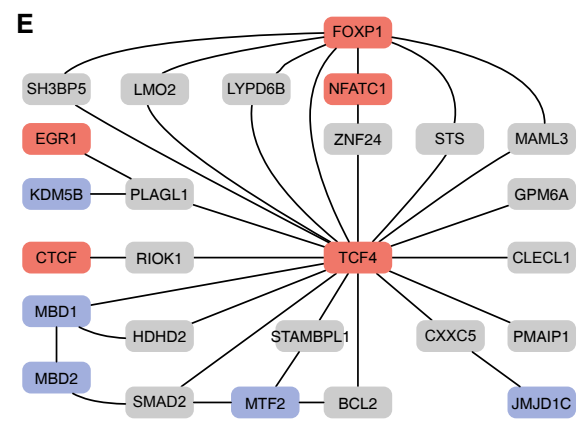 E
FOXP1
SH3BP5 LMO2 LYPD6B NFATC1
EGR1 ZNF24 STS MAML3
KDM5B PLAGL1 GPM6A
CTCF RIOK1 TCF4 CLECL1
MBD1
HDHD2 STAMBPL1 CXXC5 PMAIP1
MBD2
SMAD2 MTF2 BCL2 JMJD1C